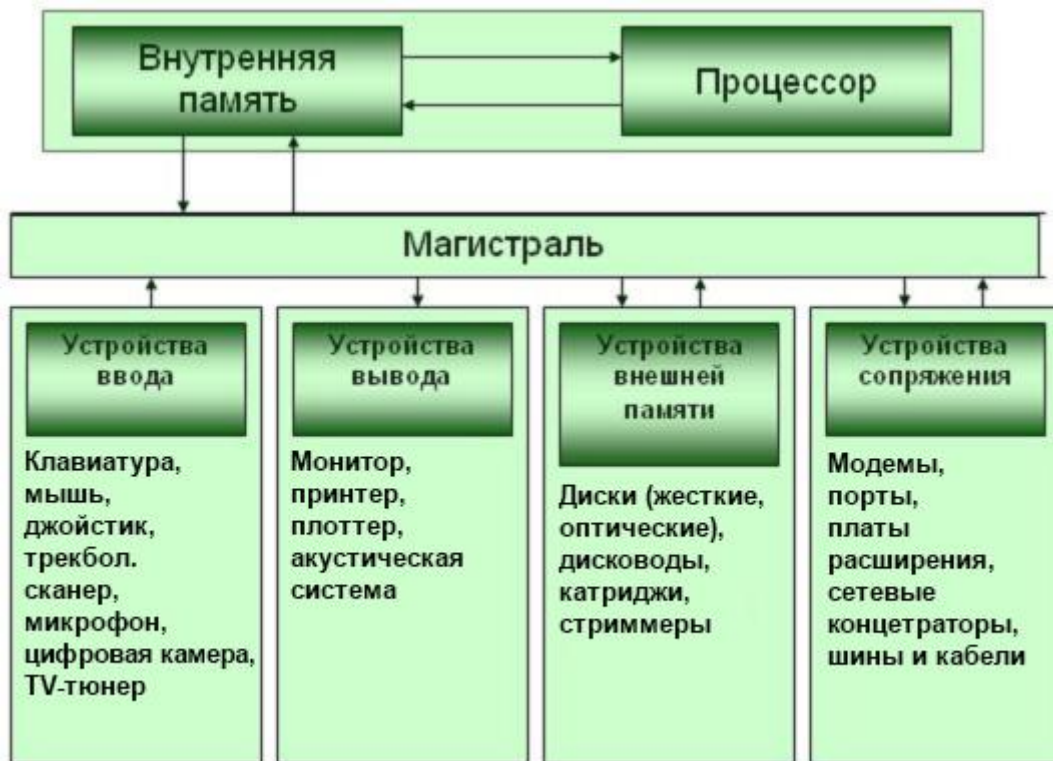 Внутренняя
память
Процессор
Магистраль
Устройства
ввода
Клавиатура,
мышь,
джойстик,
трекбол.
сканер,
микрофон,
цифровая камера,
TV-тюнер
Устройства
вывода
Монитор,
принтер,
плоттер,
акустическая
система
Устройства
внешней
памяти
Диски (жесткие,
оптические),
дисководы,
катриджи,
стриммеры
Устройства
сопряжения
Модемы,
порты,
платы
расширения,
сетевые
концетраторы,
шины и кабели